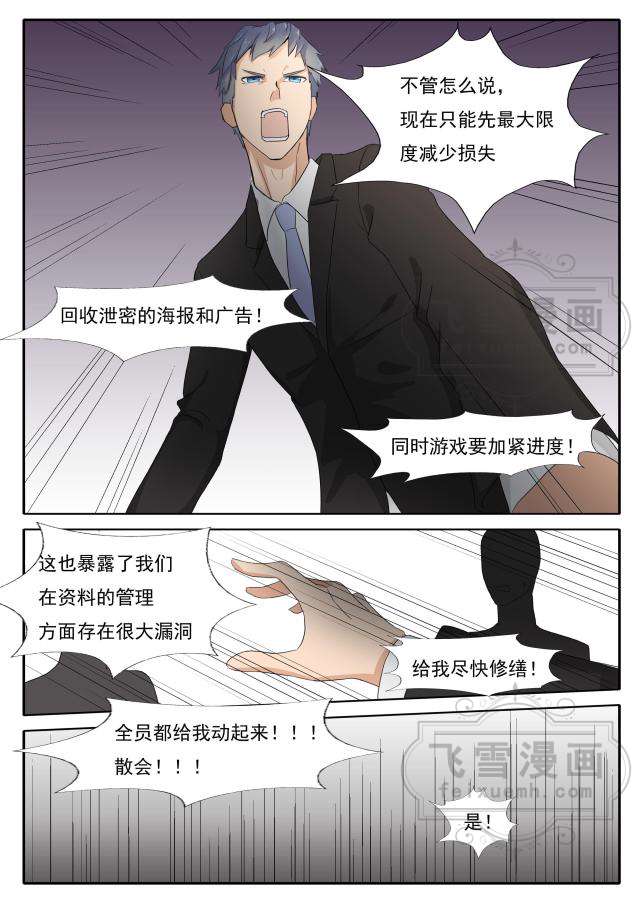 不管怎么说，
现在只能先最大限
度减少损失
回收泄密的海报和广告！
飞雪漫画
feixuemh.com
同时游戏要加紧进度！
这也暴露了我们
在资料的管理
方面存在很大漏洞
给我尽快修缮！
全员都给我动起来！！！
散会！！！
飞雪漫画
feixuemh.com
是！